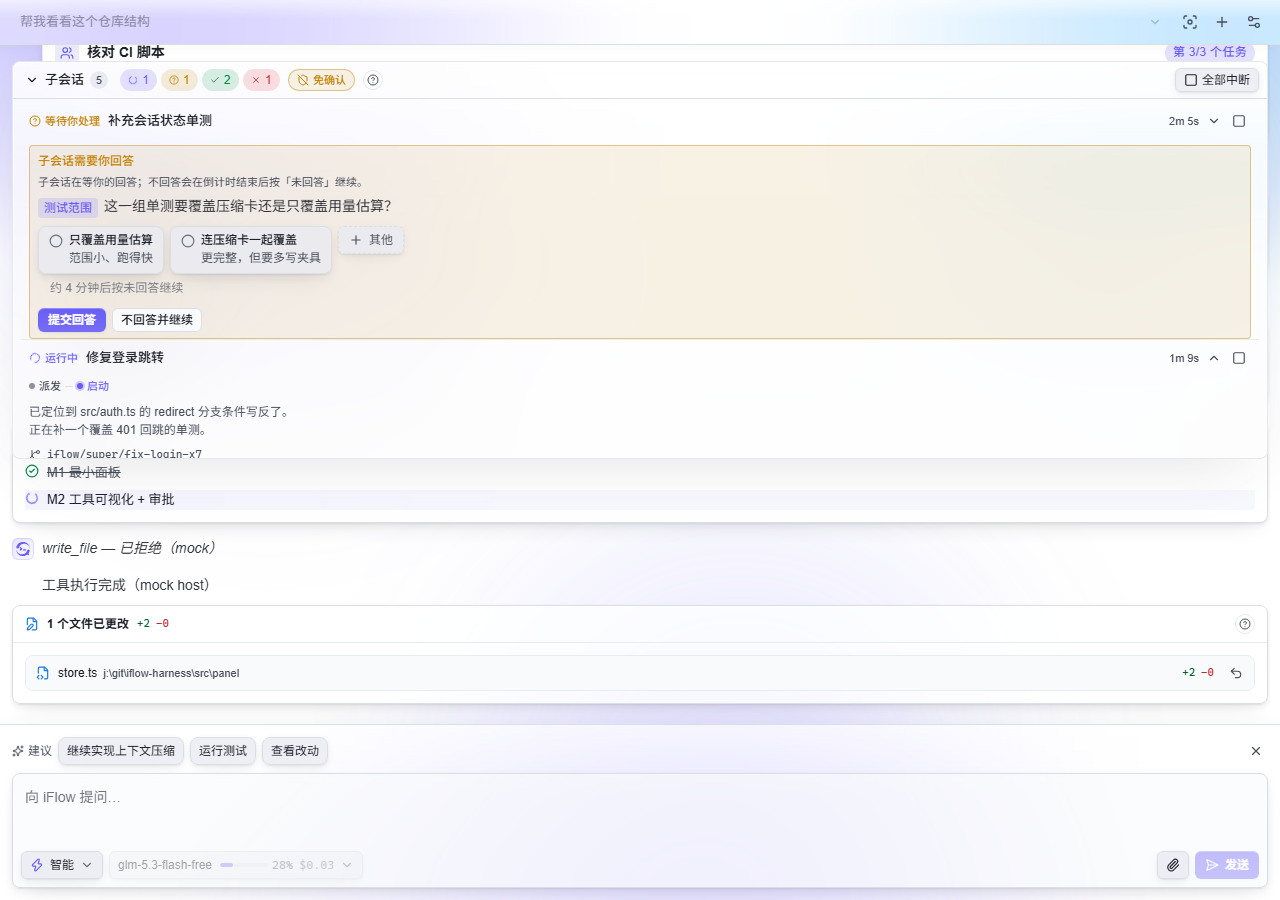 帮我看看这个仓库结构
核对 CI 脚本
第 3/3 个任务
子会话 5 1 1 2 1 免确认
全部中断
等待你处理 补充会话状态单测
2m 5s
子会话需要你回答
子会话在等你的回答；不回答会在倒计时结束后按「未回答」继续。
测试范围 这一组单测要覆盖压缩卡还是只覆盖用量估算？
只覆盖用量估算
范围小、跑得快
连压缩卡一起覆盖
更完整，但要多写夹具
其他
约 4 分钟后按未回答继续
提交回答 不回答并继续
运行中 修复登录跳转
1m 9s
派发 启动
已定位到 src/auth.ts 的 redirect 分支条件写反了。
正在补一个覆盖 401 回跳的单测。
iflow/super/fix-login-x7
M1 最小面板
M2 工具可视化 + 审批
write_file — 已拒绝（mock）
工具执行完成（mock host）
1 个文件已更改 +2 −0
store.ts j:\git\iflow-harness\src\panel
+2 −0
建议 继续实现上下文压缩 运行测试 查看改动
向 iFlow 提问…
智能 glm-5.3-flash-free 28% $0.03
发送